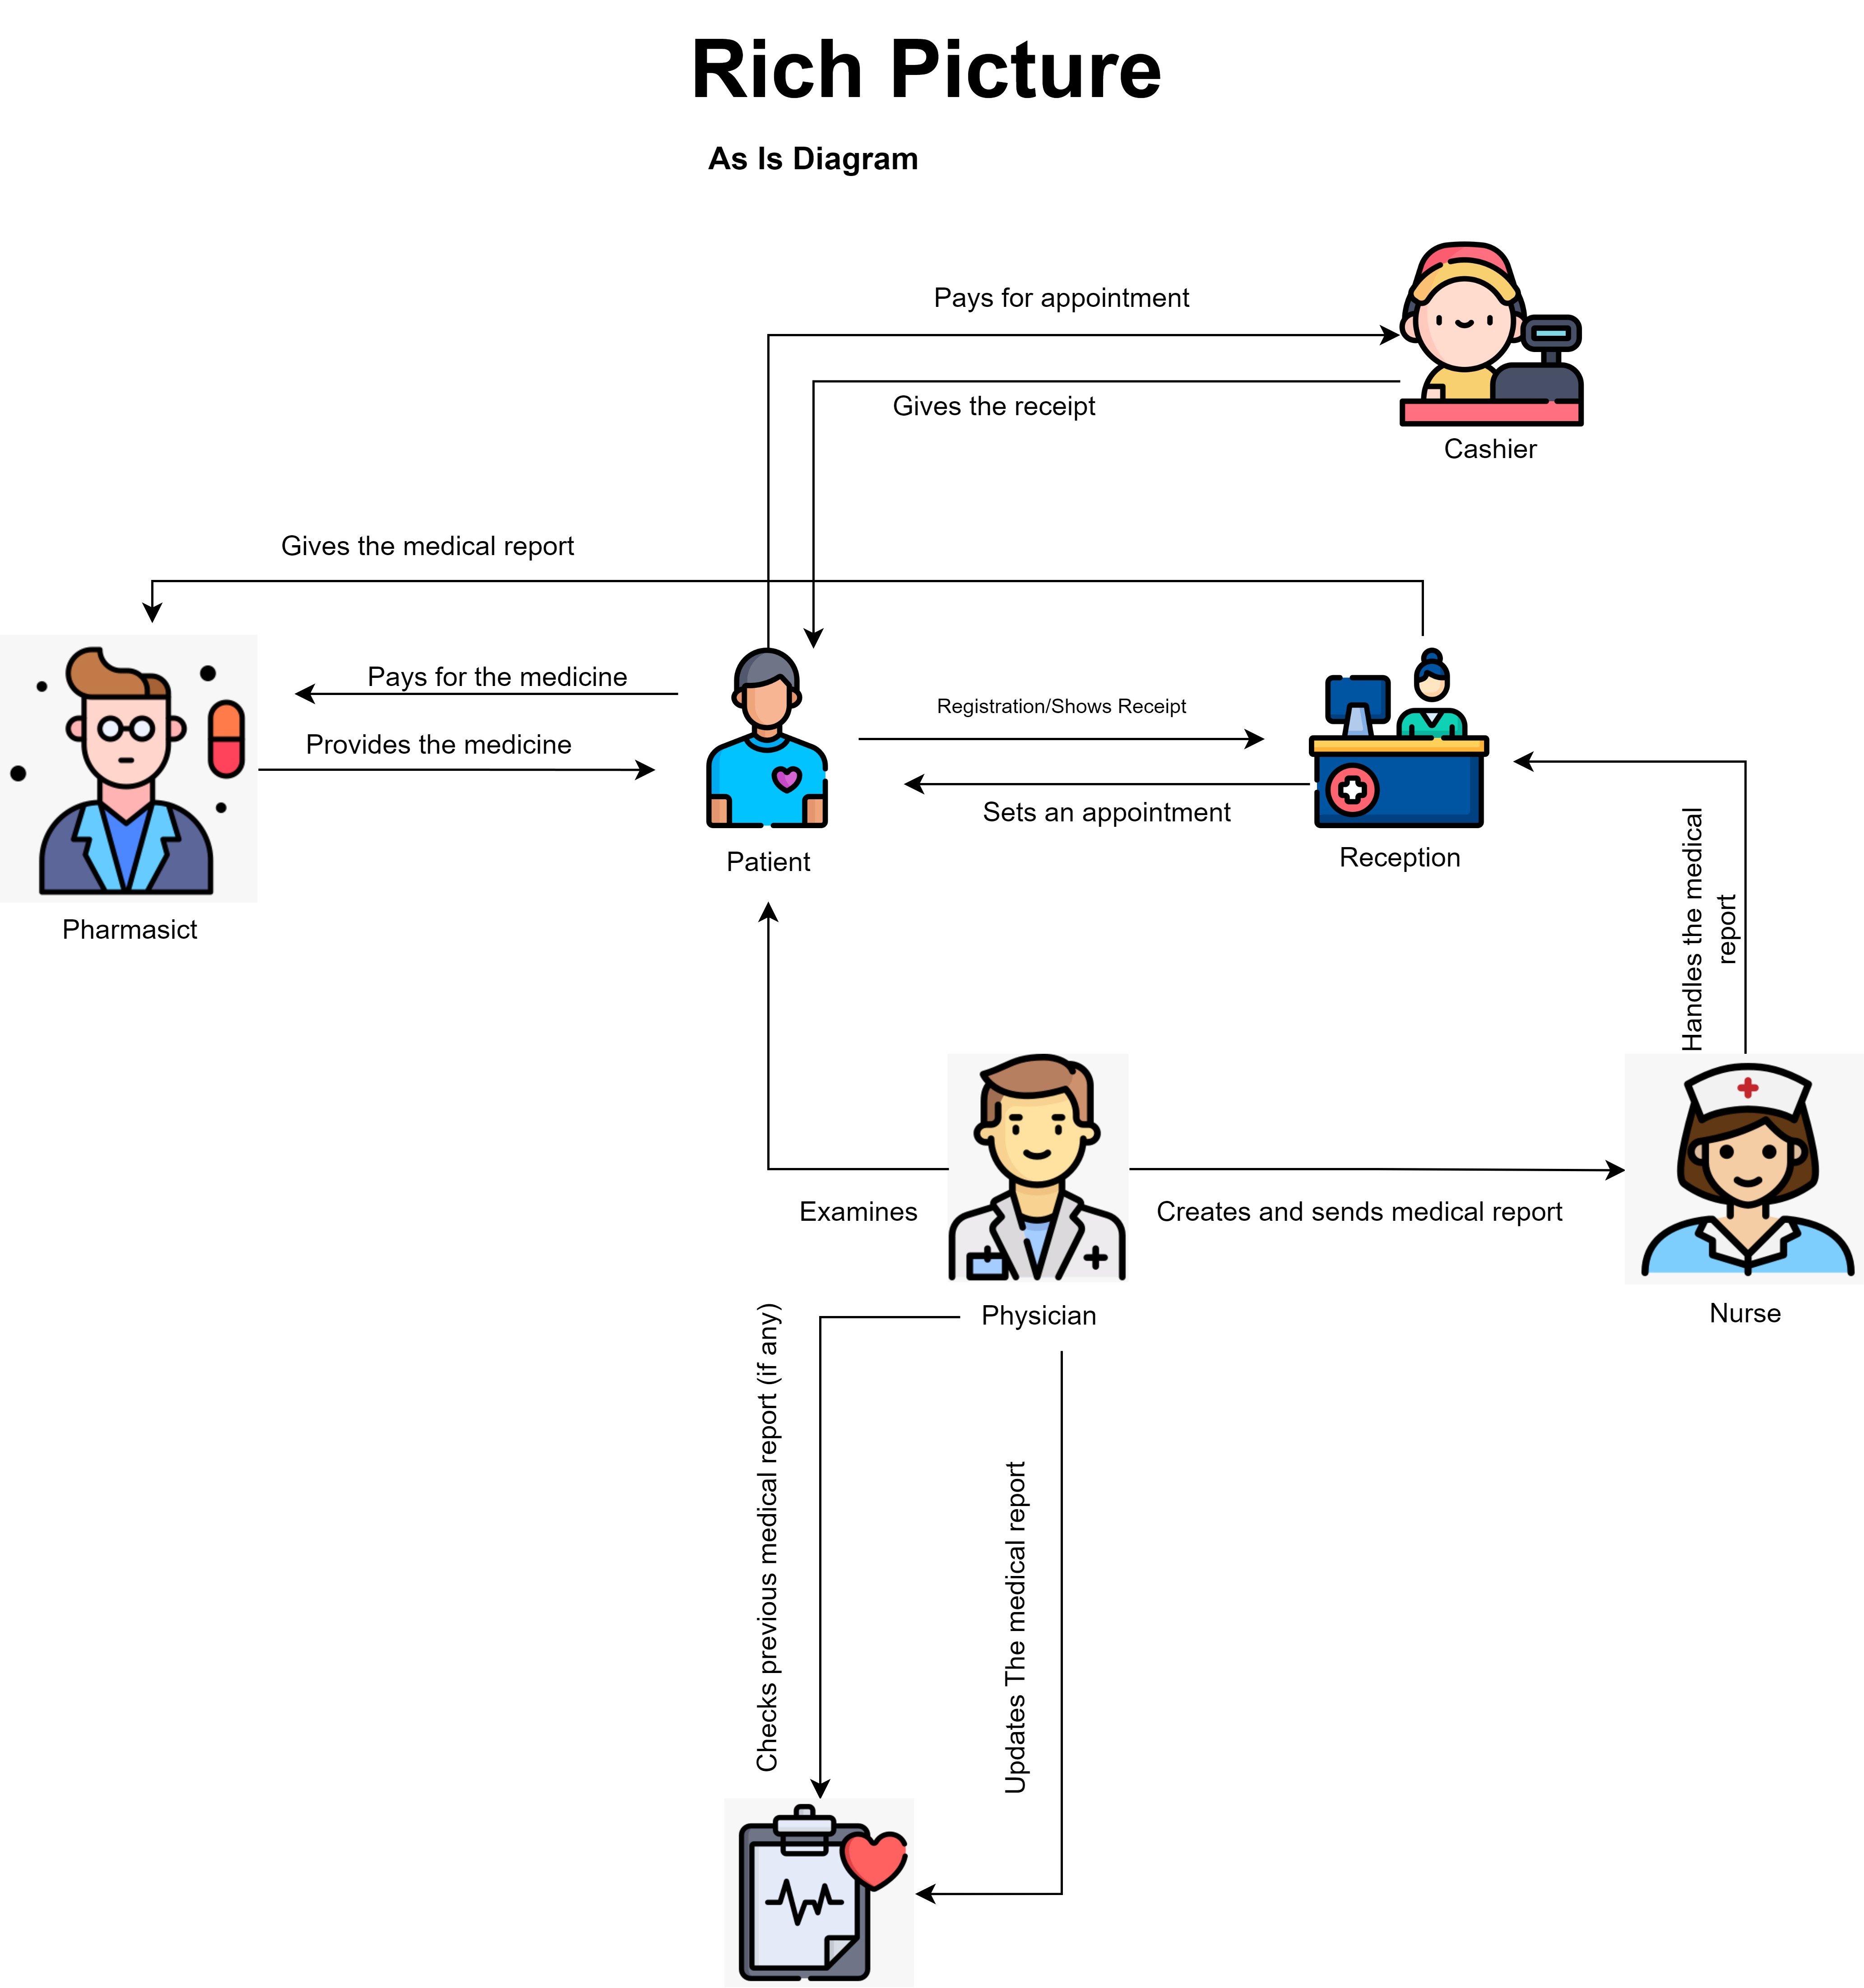 Rich Picture
As Is Diagram
Pays for appointment
Gives the receipt
Cashier
Gives the medical report
Pays for the medicine
Provides the medicine
Registration/Shows Receipt
Sets an appointment
Patient
Reception
Pharmasict
Handles the medical
report
Examines
Creates and sends medical report
Physician
Nurse
Checks previous medical report (if any)
Updates The medical report